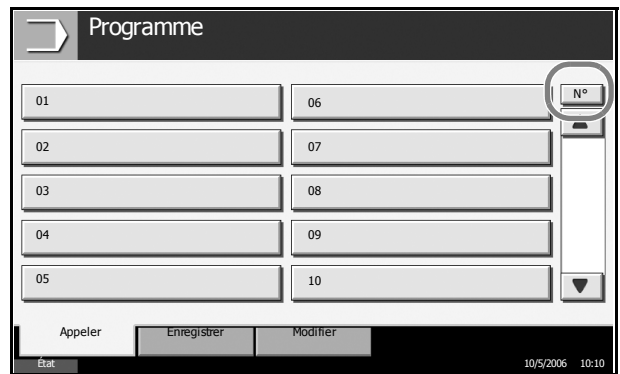 Programme
N°
01 06
02 07
03 08
04 09
05 10
Appeler Enregistrer Modifier
État 10/5/2006 10:10